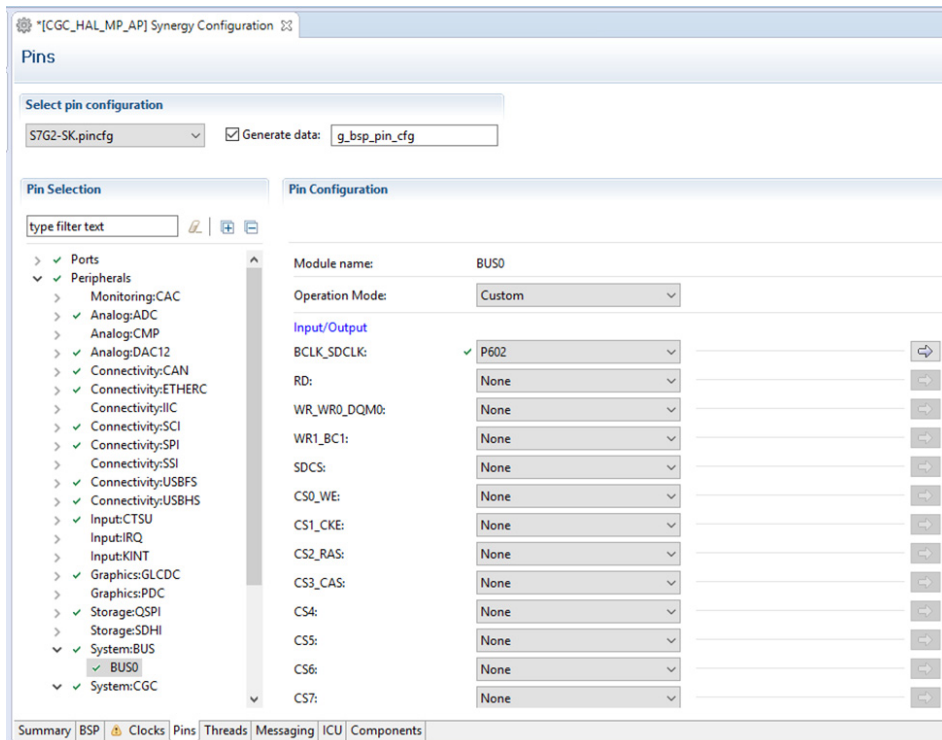 *[CGC_HAL_MP_AP] Synergy Configuration
Pins
Select pin configuration
S7G2-SK.pincfg
Generate data:
g_bsp_pin_cfg
Pin Selection
type filter text
Ports
Peripherals
Monitoring:CAC
Analog:ADC
Analog:CMP
Analog:DAC12
Connectivity:CAN
Connectivity:ETHERC
Connectivity:IIC
Connectivity:SCI
Connectivity:SPI
Connectivity:SSI
Connectivity:USBFS
Connectivity:USBHS
Input:CTSU
Input:IRQ
Input:KINT
Graphics:GLCDC
Graphics:PDC
Storage:QSPI
Storage:SDHI
System:BUS
BUS0
System:CGC
Pin Configuration
Module name: BUS0
Operation Mode: Custom
Input/Output
BCLK_SDCLK: P602
RD: None
WR_WR0_DQM0: None
WR1_BC1: None
SDCS: None
CS0_WE: None
CS1_CKE: None
CS2_RAS: None
CS3_CAS: None
CS4: None
CS5: None
CS6: None
CS7: None
Summary BSP Clocks Pins Threads Messaging ICU Components